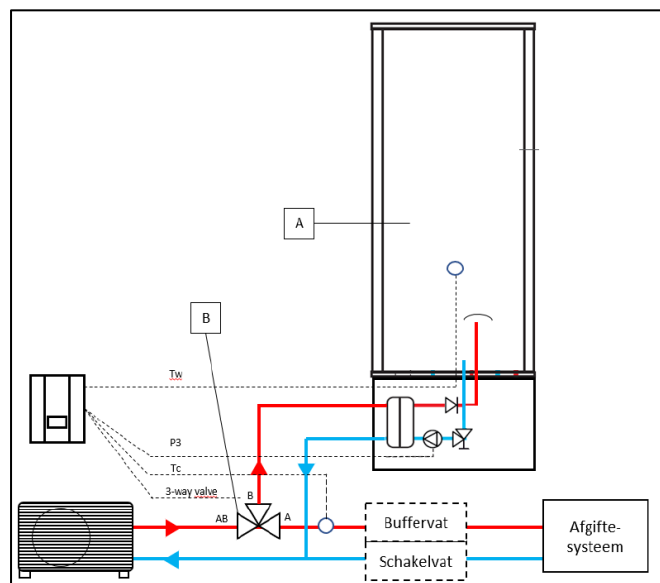 A
B
Tw
P3
Tc
3-way valve
B
AB
A
Buffervat
Schakelvat
Afgifte-
systeem